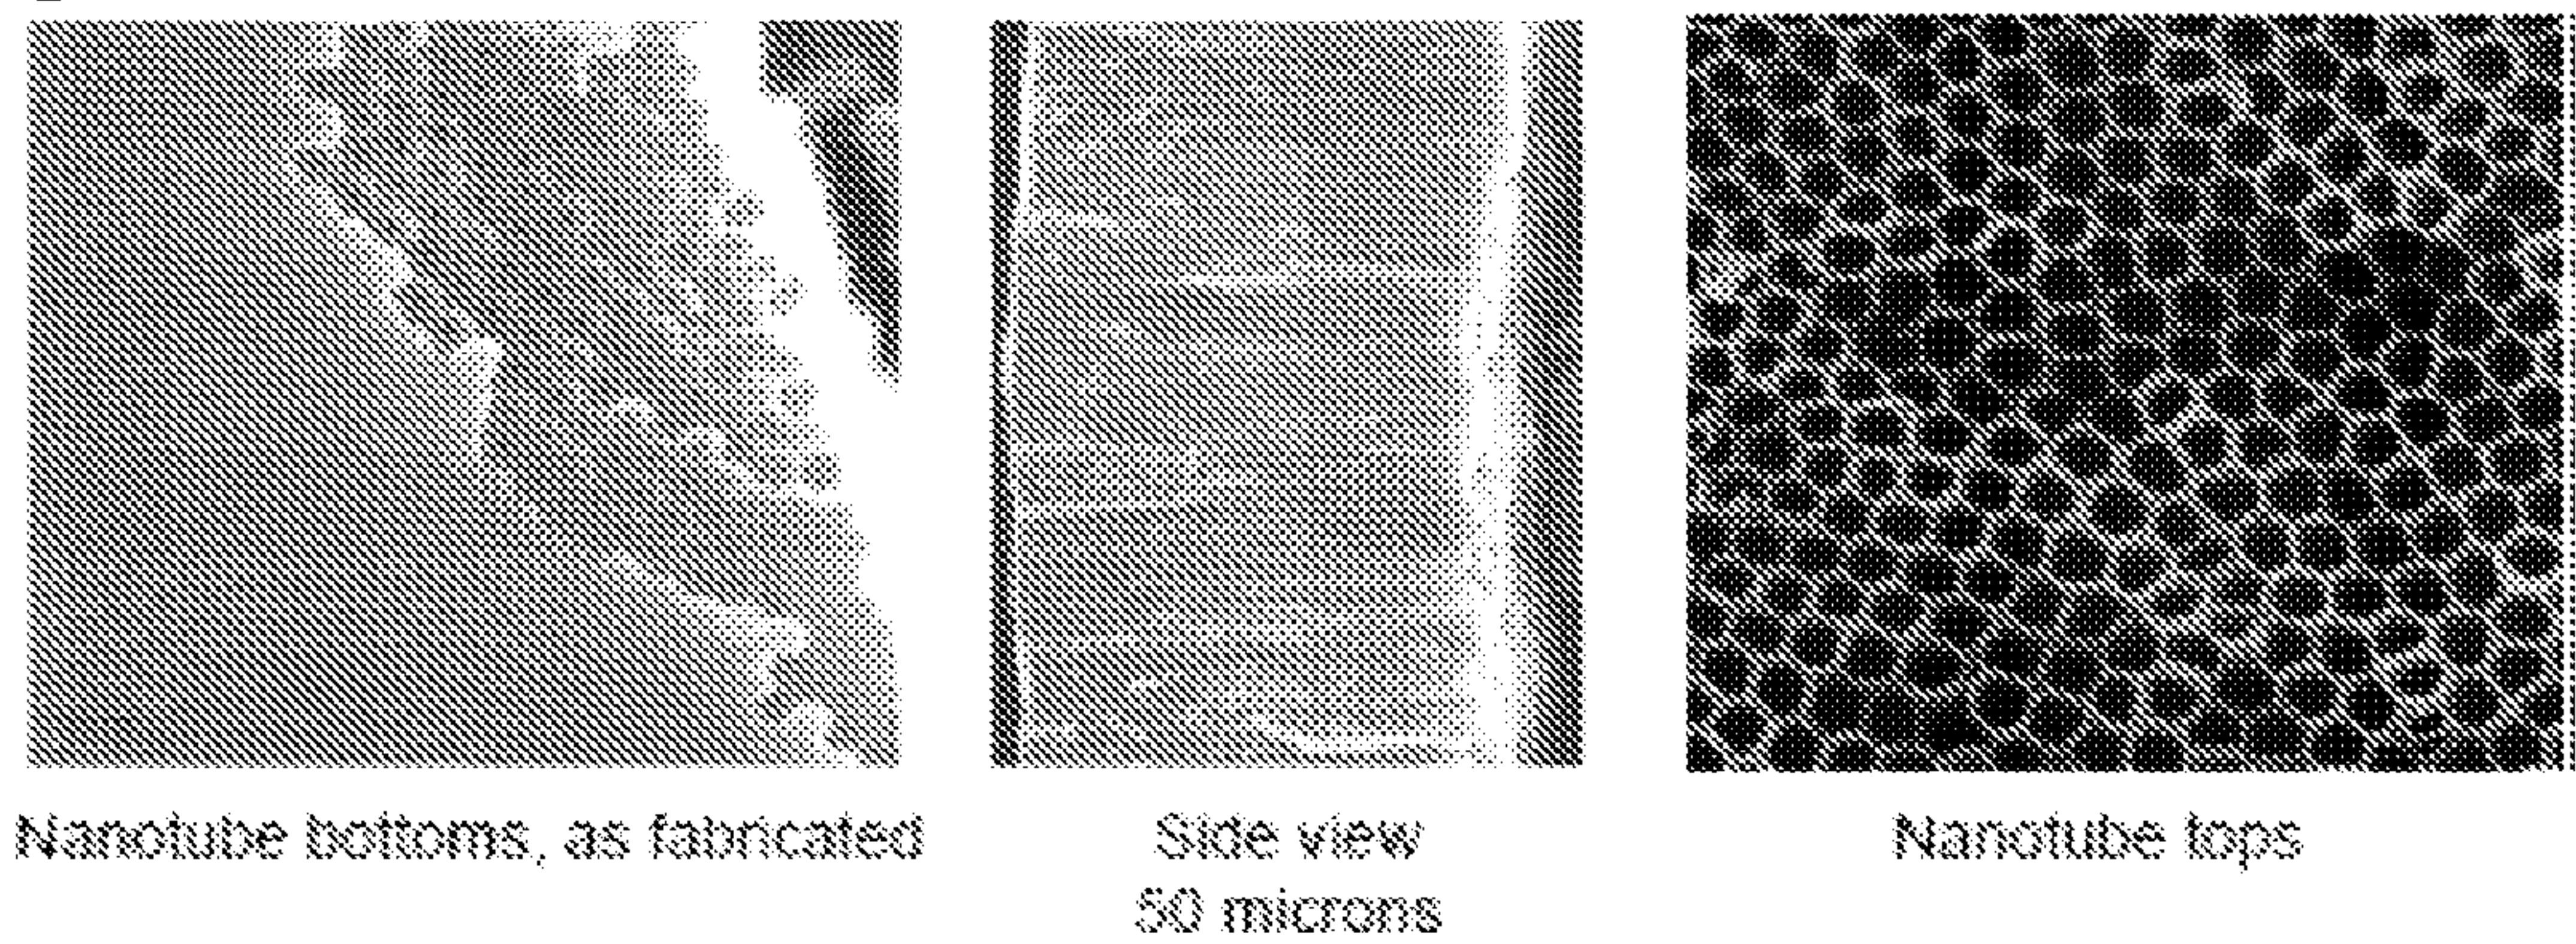 Nanotube bottoms, as fabricated
Side view
50 microns
Nanotube tops